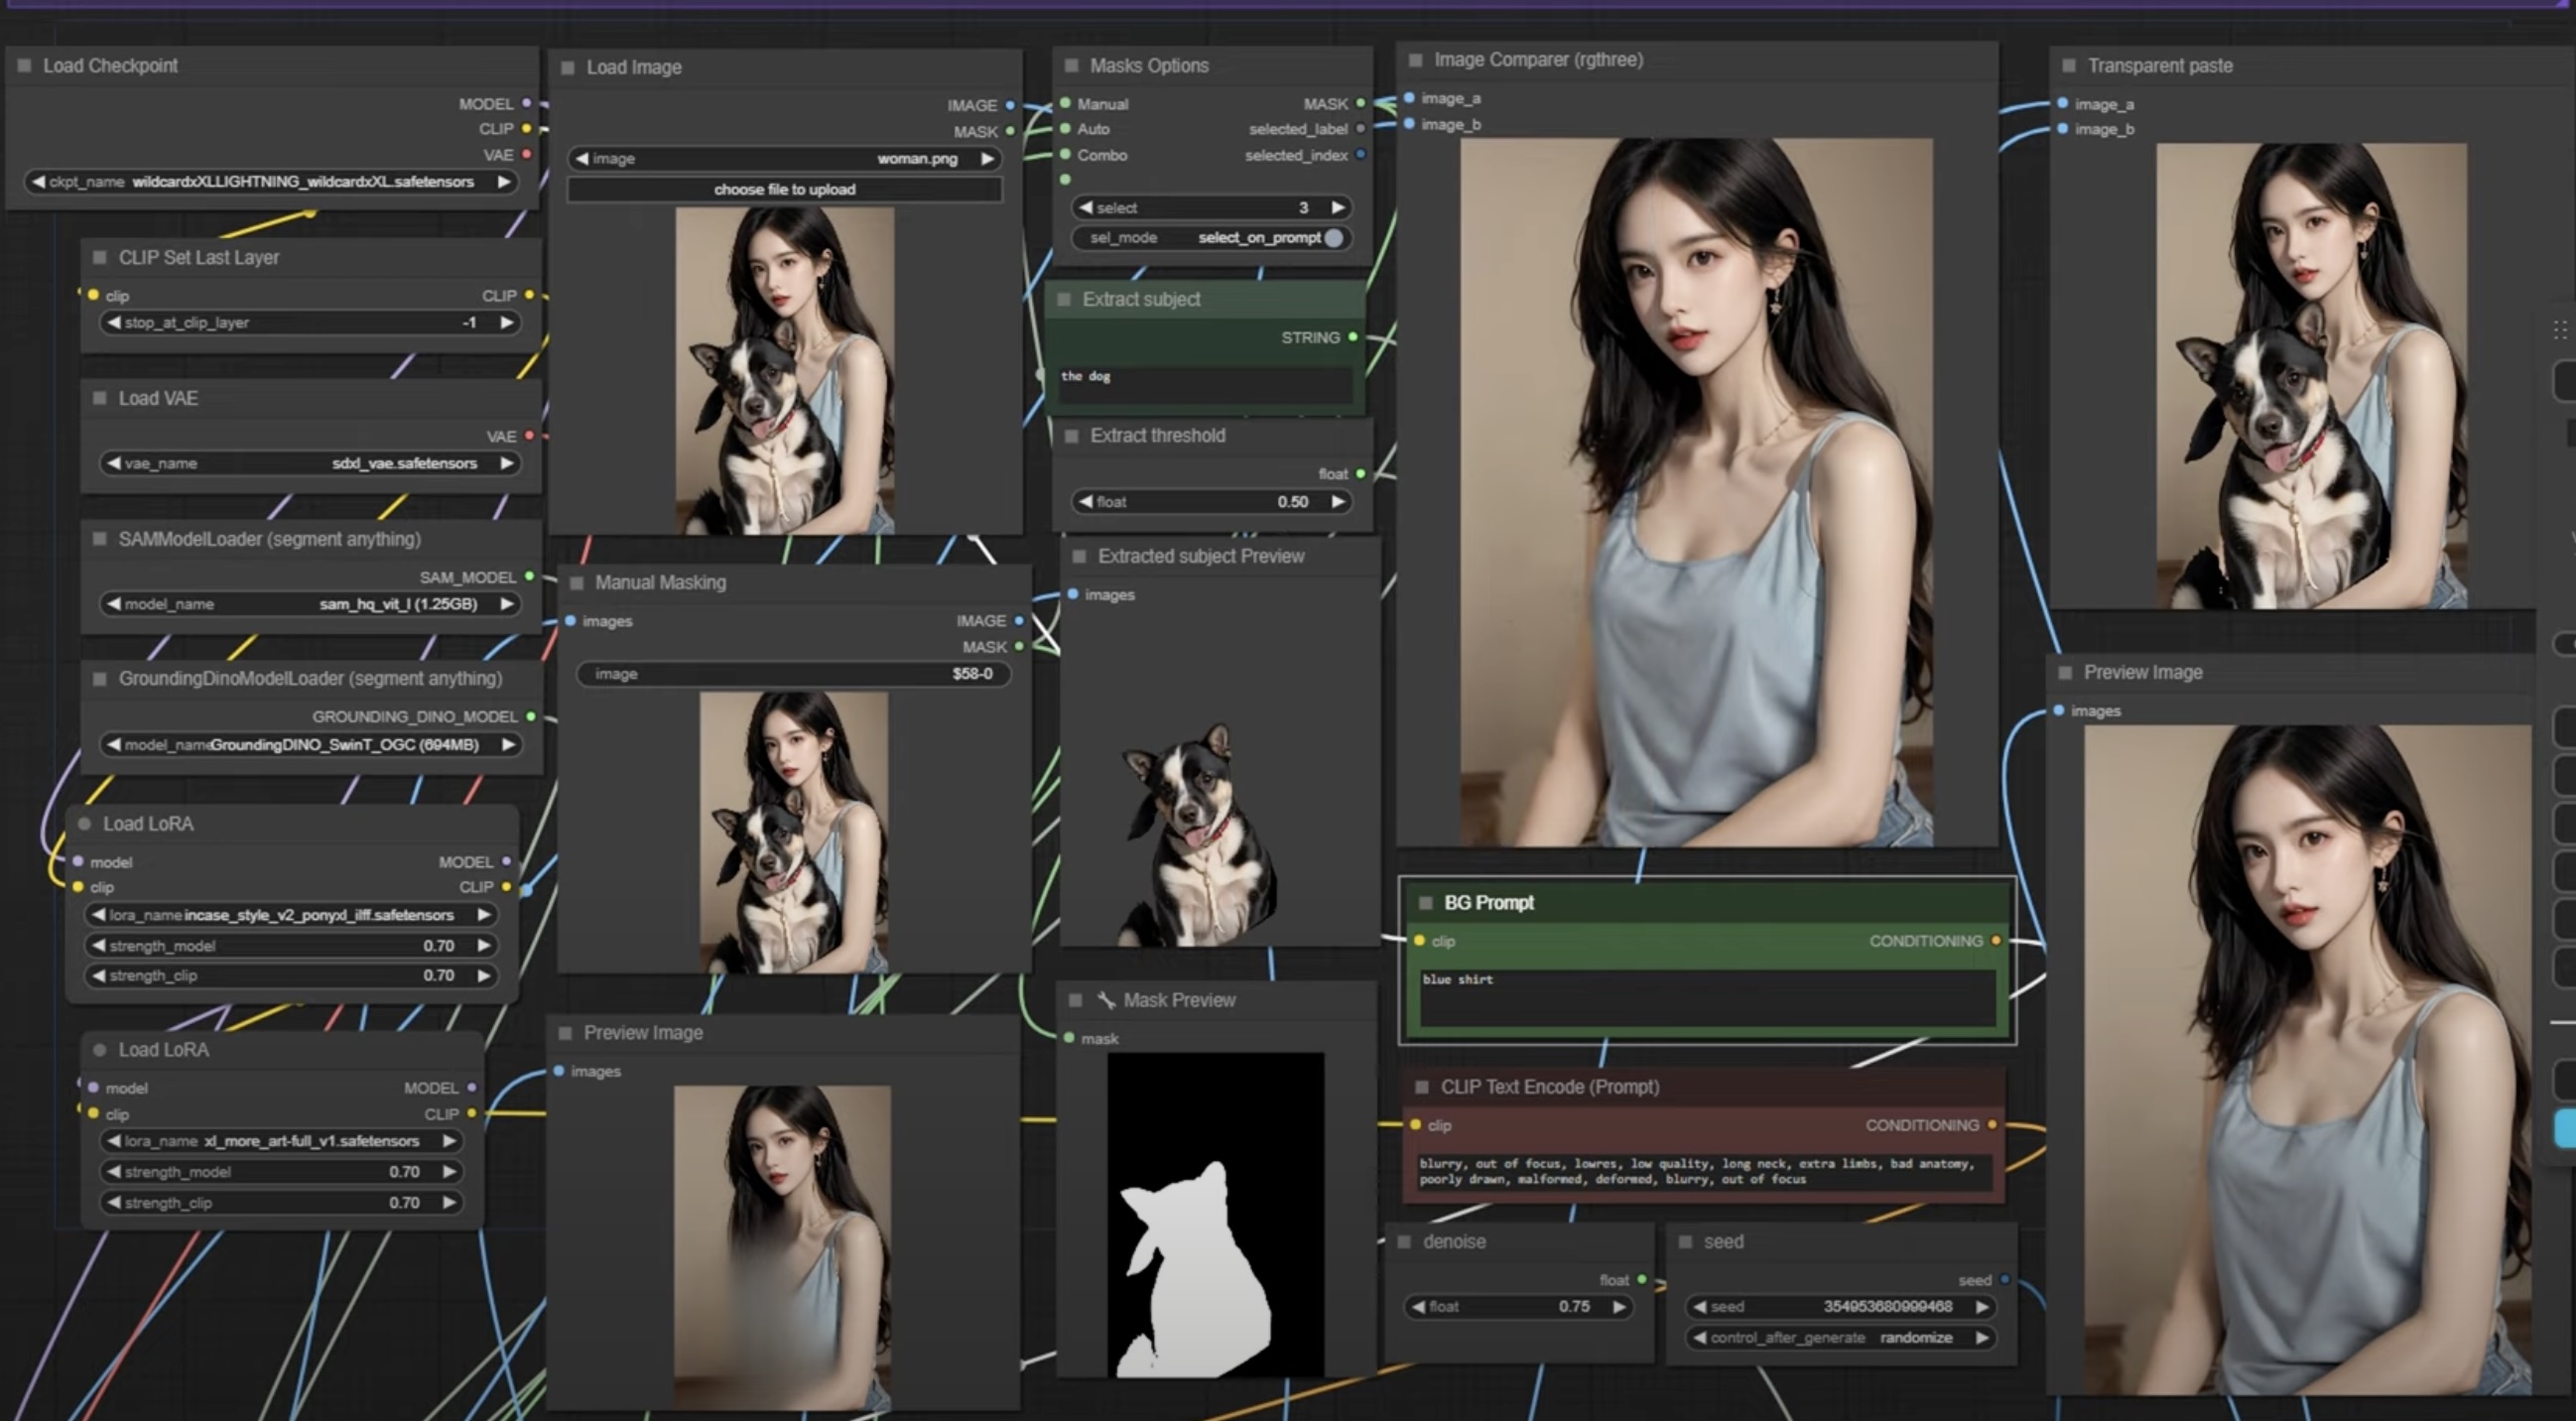 Load Checkpoint
MODEL
CLIP
VAE
ckpt_name wildcardxXLLIGHTNING_wildcardxXL.safetensors
CLIP Set Last Layer
clip CLIP
stop_at_clip_layer -1
Load VAE
VAE
vae_name sdxl_vae.safetensors
SAMModelLoader (segment anything)
SAM_MODEL
model_name sam_hq_vit_l (1.25GB)
GroundingDinoModelLoader (segment anything)
GROUNDING_DINO_MODEL
model_name GroundingDINO_SwinT_OGC (694MB)
Load LoRA
model MODEL
clip CLIP
lora_name incase_style_v2_ponyxl_ilff.safetensors
strength_model 0.70
strength_clip 0.70
Load LoRA
model MODEL
clip CLIP
lora_name xl_more_art-full_v1.safetensors
strength_model 0.70
strength_clip 0.70
Load Image
IMAGE
MASK
image woman.png
choose file to upload
Manual Masking
images IMAGE
MASK
image $58-0
Preview Image
images
Masks Options
Manual MASK
Auto selected_label
Combo selected_index
select 3
sel_mode select_on_prompt
Extract subject
STRING
the dog
Extract threshold
float
float 0.50
Extracted subject Preview
images
Mask Preview
mask
Image Comparer (rgthree)
image_a
image_b
BG Prompt
clip CONDITIONING
blue shirt
CLIP Text Encode (Prompt)
clip CONDITIONING
blurry, out of focus, lowres, low quality, long neck, extra limbs, bad anatomy,
poorly drawn, malformed, deformed, blurry, out of focus
denoise
float
float 0.75
seed
seed
seed 354953680999468
control_after_generate randomize
Transparent paste
image_a
image_b
Preview Image
images